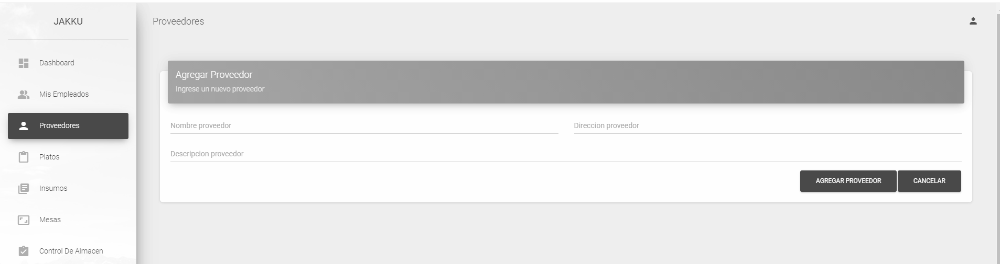 JAKKU
Dashboard
Mis Empleados
Proveedores
Platos
Insumos
Mesas
Control De Almacen
Proveedores
Agregar Proveedor
Ingrese un nuevo proveedor
Nombre proveedor
Direccion proveedor
Descripcion proveedor
AGREGAR PROVEEDOR
CANCELAR